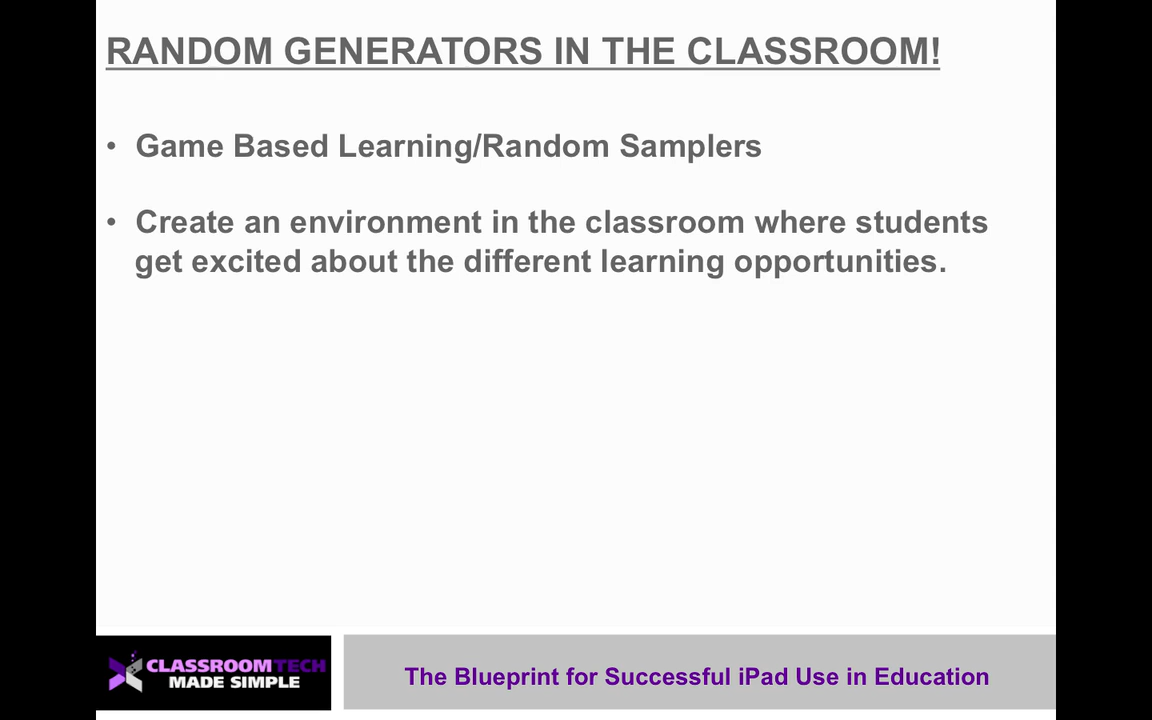 RANDOM GENERATORS IN THE CLASSROOM!
• Game Based Learning/Random Samplers
• Create an environment in the classroom where students
get excited about the different learning opportunities.
CLASSROOMTECH
MADE SIMPLE
The Blueprint for Successful iPad Use in Education